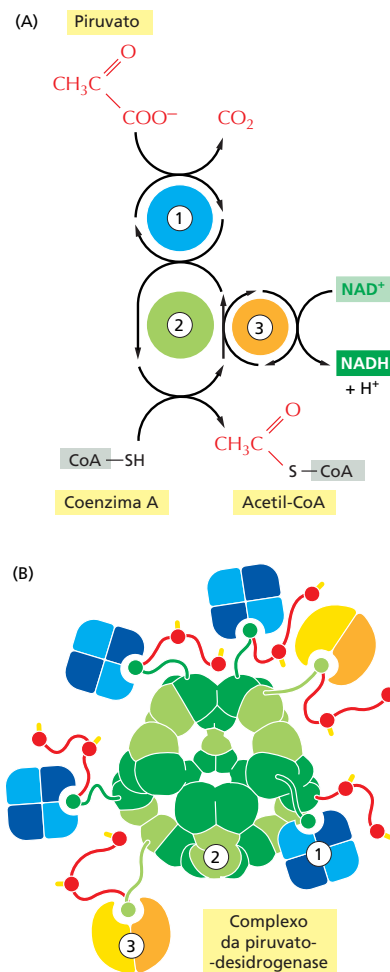 (A)
Piruvato
O
CH3C
COO–
CO2
1
2
3
NAD+
NADH
+ H+
O
CoA—SH
CH3C
S—CoA
Coenzima A
Acetil-CoA
(B)
2
1
3
Complexo
da piruvato-
-desidrogenase